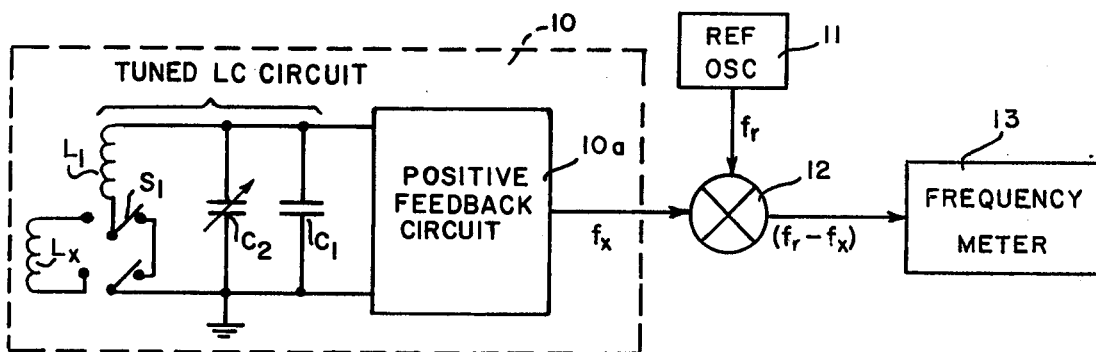 10
TUNED LC CIRCUIT
L1
S1
Lx
C2
C1
POSITIVE
FEEDBACK
CIRCUIT
10a
fx
REF
OSC
11
fr
12
(fr-fx)
13
FREQUENCY
METER